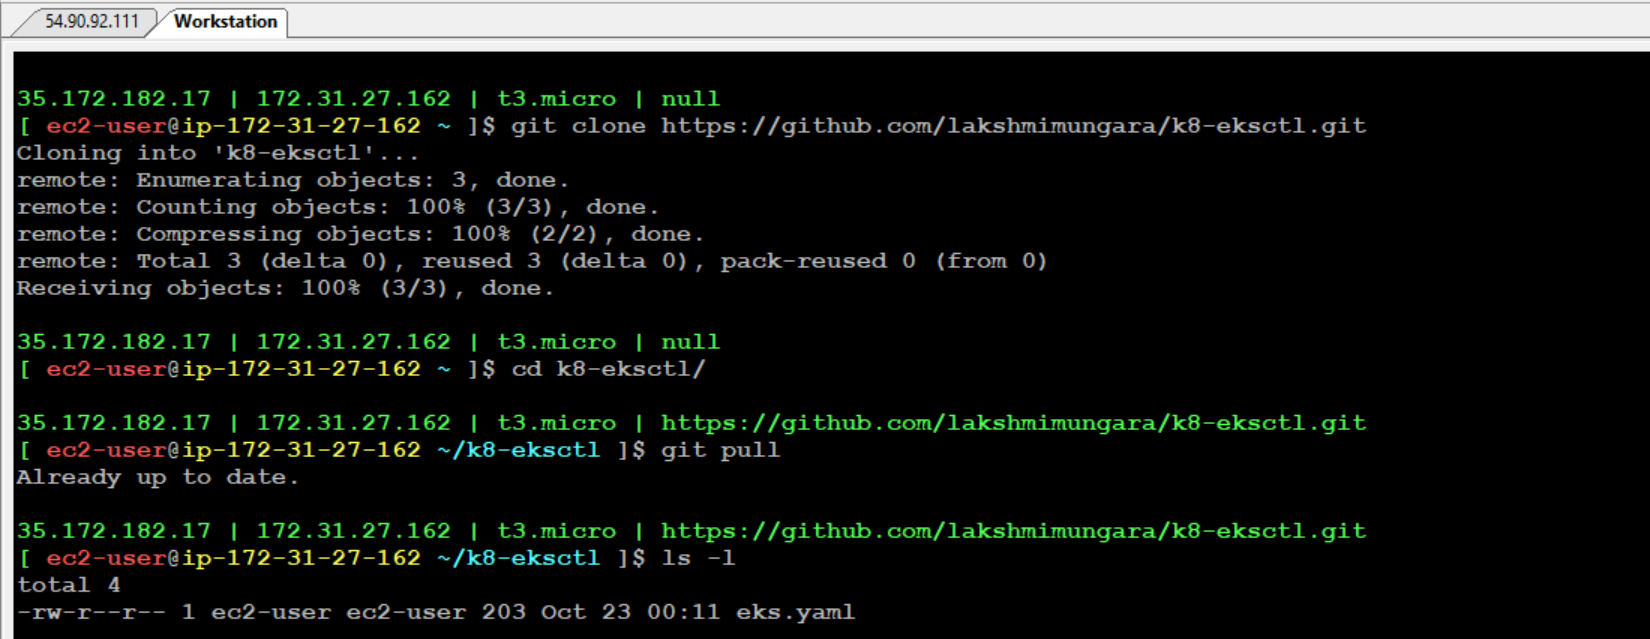 54.90.92.111 Workstation
35.172.182.17 | 172.31.27.162 | t3.micro | null
[ ec2-user@ip-172-31-27-162 ~ ]$ git clone https://github.com/lakshmimungara/k8-eksctl.git
Cloning into 'k8-eksctl'...
remote: Enumerating objects: 3, done.
remote: Counting objects: 100% (3/3), done.
remote: Compressing objects: 100% (2/2), done.
remote: Total 3 (delta 0), reused 3 (delta 0), pack-reused 0 (from 0)
Receiving objects: 100% (3/3), done.
35.172.182.17 | 172.31.27.162 | t3.micro | null
[ ec2-user@ip-172-31-27-162 ~ ]$ cd k8-eksctl/
35.172.182.17 | 172.31.27.162 | t3.micro | https://github.com/lakshmimungara/k8-eksctl.git
[ ec2-user@ip-172-31-27-162 ~/k8-eksctl ]$ git pull
Already up to date.
35.172.182.17 | 172.31.27.162 | t3.micro | https://github.com/lakshmimungara/k8-eksctl.git
[ ec2-user@ip-172-31-27-162 ~/k8-eksctl ]$ ls -l
total 4
-rw-r--r-- 1 ec2-user ec2-user 203 Oct 23 00:11 eks.yaml